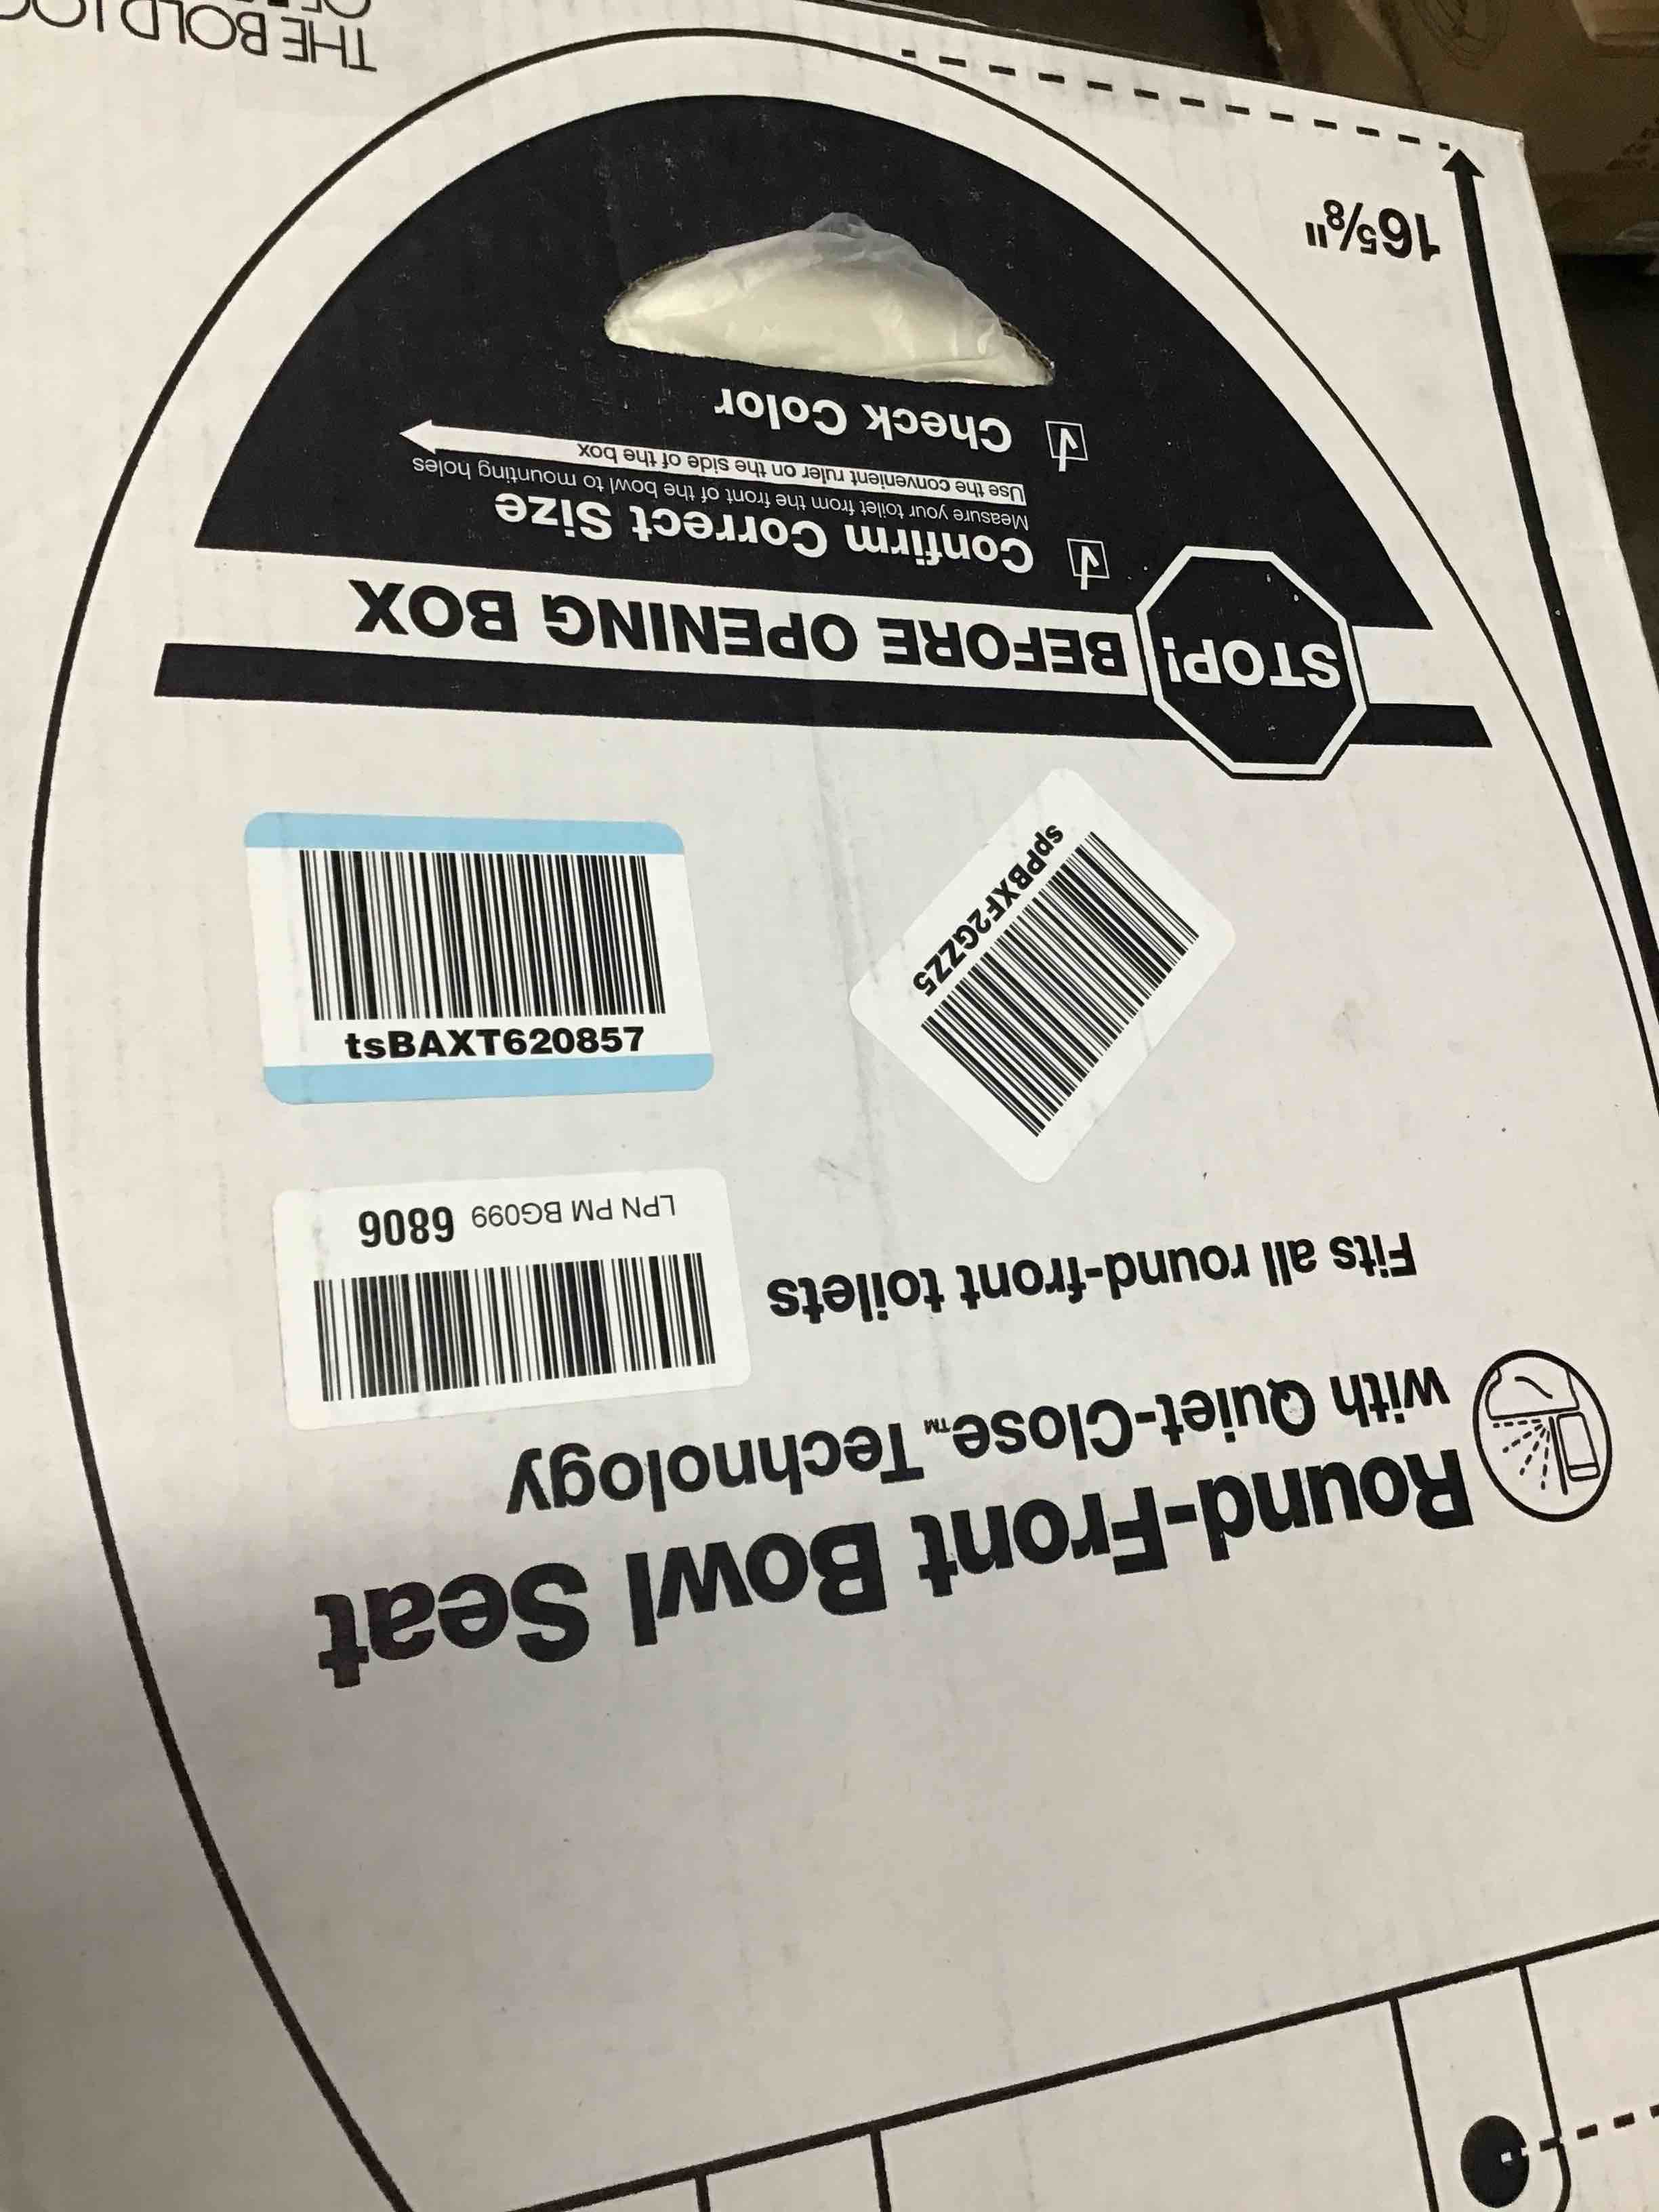 Round-Front Bowl Seat
with Quiet-Close™ Technology
Fits all round-front toilets
LPN PM BG099 6806
tsBAXT620857
spPBXF2GZZ5
STOP! BEFORE OPENING BOX
Confirm Correct Size
Measure your toilet from the front of the bowl to mounting holes
Use the convenient ruler on the side of the box
Check Color
16⅝"
THE BOLD